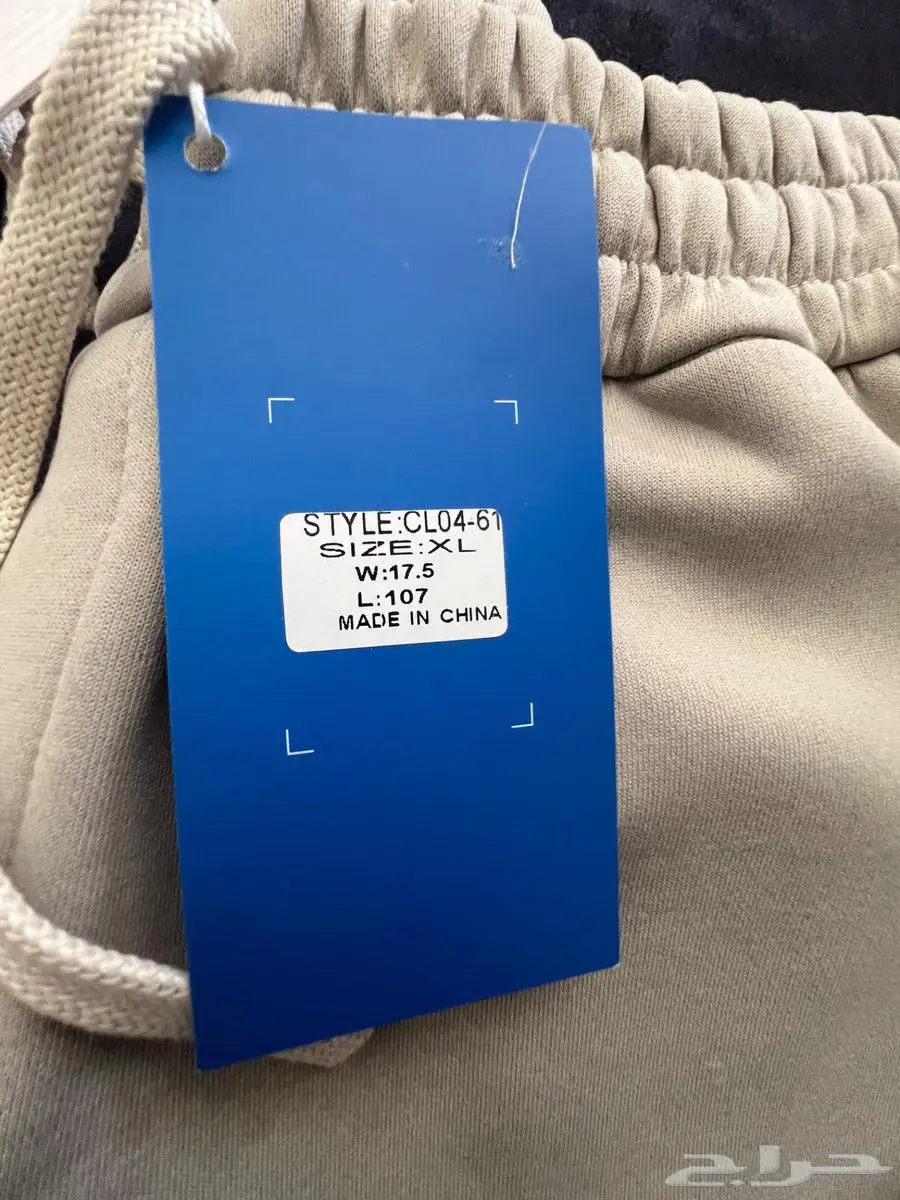 STYLE:CL04-61
SIZE:XL
W:17.5
L:107
MADE IN CHINA
حراج